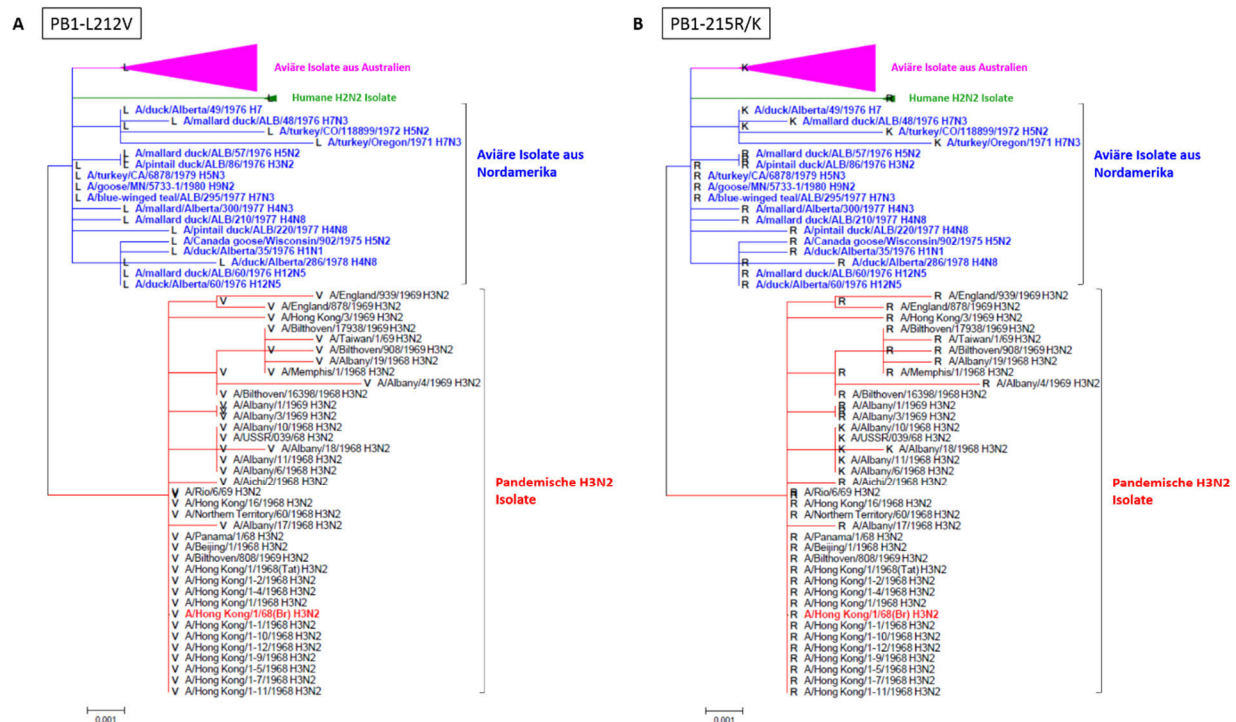 A PB1-L212V
L Aviäre Isolate aus Australien
L Humane H2N2 Isolate
L A/duck/Alberta/49/1976 H7
L A/mallard duck/ALB/48/1976 H7N3
L
L A/turkey/CO/118899/1972 H5N2
L A/turkey/Oregon/1971 H7N3
L A/mallard duck/ALB/57/1976 H5N2
L A/pintail duck/ALB/86/1976 H3N2
L A/turkey/CA/6878/1979 H5N3
L A/goose/MN/5733-1/1980 H9N2
L A/blue-winged teal/ALB/295/1977 H7N3
L A/mallard/Alberta/300/1977 H4N3
L A/mallard duck/ALB/210/1977 H4N8
L A/pintail duck/ALB/220/1977 H4N8
L A/Canada goose/Wisconsin/902/1975 H5N2
L A/duck/Alberta/35/1976 H1N1
L A/duck/Alberta/286/1978 H4N8
L A/mallard duck/ALB/60/1976 H12N5
L A/duck/Alberta/60/1976 H12N5
Aviäre Isolate aus
Nordamerika
V A/England/939/1969 H3N2
V
A/England/878/1969 H3N2
V A/Hong Kong/3/1969 H3N2
V A/Bilthoven/17938/1969 H3N2
V A/Taiwan/1/69 H3N2
V V A/Bilthoven/908/1969 H3N2
V A/Albany/19/1968 H3N2
V V A/Memphis/1/1968 H3N2
V A/Albany/4/1969 H3N2
V A/Bilthoven/16398/1968 H3N2
V A/Albany/1/1969 H3N2
V A/Albany/3/1969 H3N2
V A/Albany/10/1968 H3N2
V A/USSR/039/68 H3N2
V V A/Albany/18/1968 H3N2
V A/Albany/11/1968 H3N2
V A/Albany/6/1968 H3N2
V A/Aichi/2/1968 H3N2
V A/Rio/6/69 H3N2
V A/Hong Kong/16/1968 H3N2
V A/Northern Territory/60/1968 H3N2
V A/Albany/17/1968 H3N2
V A/Panama/1/68 H3N2
V A/Beijing/1/1968 H3N2
V A/Bilthoven/808/1969 H3N2
V A/Hong Kong/1/1968(Tat) H3N2
V A/Hong Kong/1-2/1968 H3N2
V A/Hong Kong/1-4/1968 H3N2
V A/Hong Kong/1/1968 H3N2
V A/Hong Kong/1/68(Br) H3N2
V A/Hong Kong/1-1/1968 H3N2
V A/Hong Kong/1-10/1968 H3N2
V A/Hong Kong/1-12/1968 H3N2
V A/Hong Kong/1-9/1968 H3N2
V A/Hong Kong/1-5/1968 H3N2
V A/Hong Kong/1-7/1968 H3N2
V A/Hong Kong/1-11/1968 H3N2
Pandemische H3N2
Isolate
0.001
B PB1-215R/K
K Aviäre Isolate aus Australien
R Humane H2N2 Isolate
K A/duck/Alberta/49/1976 H7
K A/mallard duck/ALB/48/1976 H7N3
K
K A/turkey/CO/118899/1972 H5N2
K A/turkey/Oregon/1971 H7N3
R A/mallard duck/ALB/57/1976 H5N2
R A/pintail duck/ALB/86/1976 H3N2
R A/turkey/CA/6878/1979 H5N3
R A/goose/MN/5733-1/1980 H9N2
R A/blue-winged teal/ALB/295/1977 H7N3
R A/mallard/Alberta/300/1977 H4N3
R A/mallard duck/ALB/210/1977 H4N8
R A/pintail duck/ALB/220/1977 H4N8
R A/Canada goose/Wisconsin/902/1975 H5N2
R A/duck/Alberta/35/1976 H1N1
R R A/duck/Alberta/286/1978 H4N8
R A/mallard duck/ALB/60/1976 H12N5
R A/duck/Alberta/60/1976 H12N5
Aviäre Isolate aus
Nordamerika
R A/England/939/1969 H3N2
R
R A/England/878/1969 H3N2
R A/Hong Kong/3/1969 H3N2
R A/Bilthoven/17938/1969 H3N2
R A/Taiwan/1/69 H3N2
R R A/Bilthoven/908/1969 H3N2
R A/Albany/19/1968 H3N2
R R A/Memphis/1/1968 H3N2
R A/Albany/4/1969 H3N2
R A/Bilthoven/16398/1968 H3N2
R A/Albany/1/1969 H3N2
R A/Albany/3/1969 H3N2
K A/Albany/10/1968 H3N2
K A/USSR/039/68 H3N2
K K A/Albany/18/1968 H3N2
K A/Albany/11/1968 H3N2
K A/Albany/6/1968 H3N2
R A/Aichi/2/1968 H3N2
R A/Rio/6/69 H3N2
R A/Hong Kong/16/1968 H3N2
R A/Northern Territory/60/1968 H3N2
R A/Albany/17/1968 H3N2
R A/Panama/1/68 H3N2
R A/Beijing/1/1968 H3N2
R A/Bilthoven/808/1969 H3N2
R A/Hong Kong/1/1968(Tat) H3N2
R A/Hong Kong/1-2/1968 H3N2
R A/Hong Kong/1-4/1968 H3N2
R A/Hong Kong/1/1968 H3N2
R A/Hong Kong/1/68(Br) H3N2
R A/Hong Kong/1-1/1968 H3N2
R A/Hong Kong/1-10/1968 H3N2
R A/Hong Kong/1-12/1968 H3N2
R A/Hong Kong/1-9/1968 H3N2
R A/Hong Kong/1-5/1968 H3N2
R A/Hong Kong/1-7/1968 H3N2
R A/Hong Kong/1-11/1968 H3N2
Pandemische H3N2
Isolate
0.001